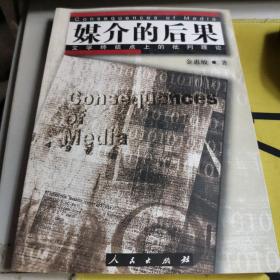 Consequences of Media
媒介的后果
文学终结点上的批判理论
金惠敏 著
Consequences
of
Media
人民出版社